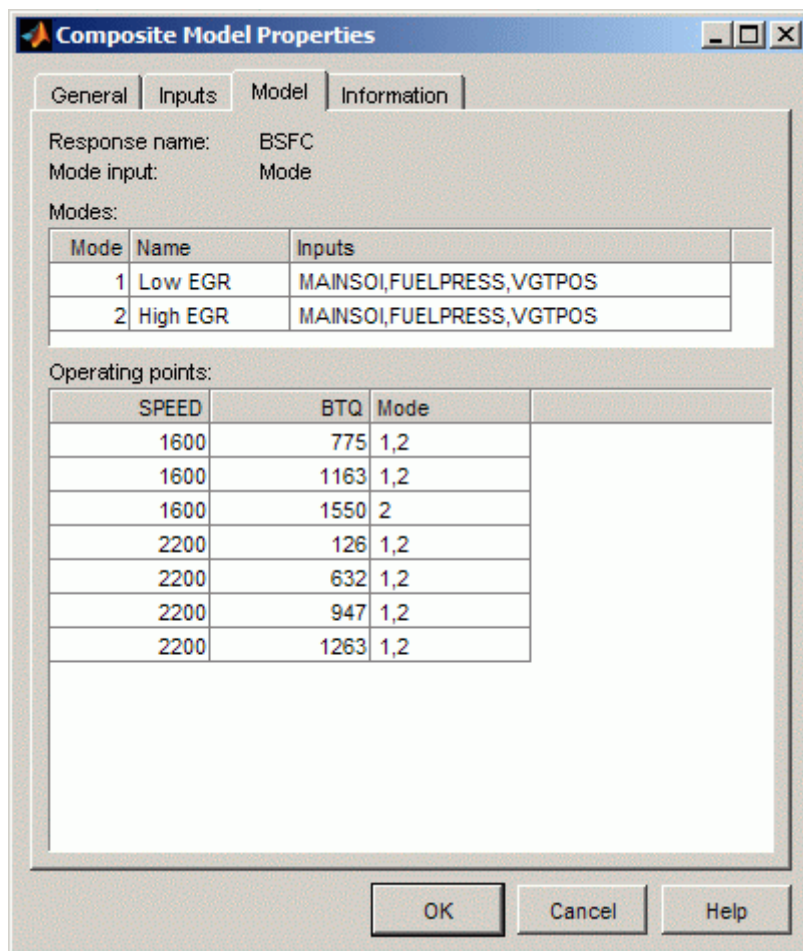 Composite Model Properties
General Inputs Model Information
Response name: BSFC
Mode input: Mode
Modes:
Mode Name Inputs
1 Low EGR MAINSOI,FUELPRESS,VGTPOS
2 High EGR MAINSOI,FUELPRESS,VGTPOS
Operating points:
SPEED BTQ Mode
1600 775 1,2
1600 1163 1,2
1600 1550 2
2200 126 1,2
2200 632 1,2
2200 947 1,2
2200 1263 1,2
OK Cancel Help